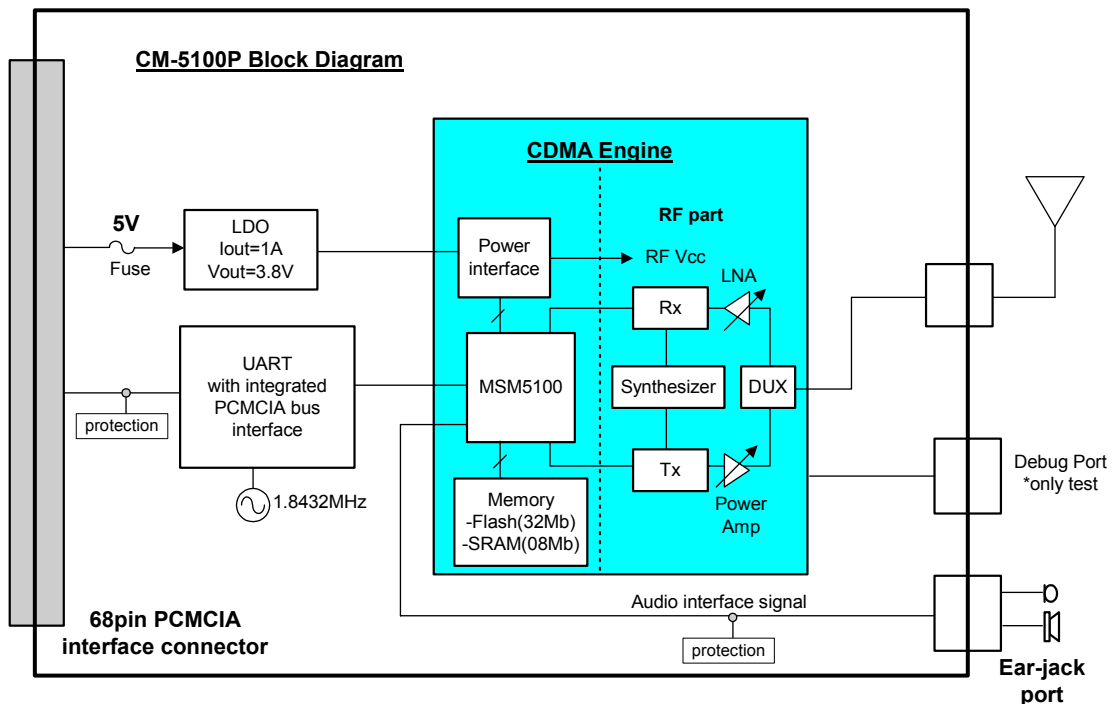 CM-5100P Block Diagram
CDMA Engine
5V
Fuse
LDO
Iout=1A
Vout=3.8V
Power
interface
RF part
RF Vcc
LNA
Rx
UART
with integrated
PCMCIA bus
interface
protection
1.8432MHz
MSM5100
Synthesizer
DUX
Tx
Power
Amp
Memory
-Flash(32Mb)
-SRAM(08Mb)
Debug Port
*only test
Audio interface signal
protection
68pin PCMCIA
interface connector
Ear-jack
port